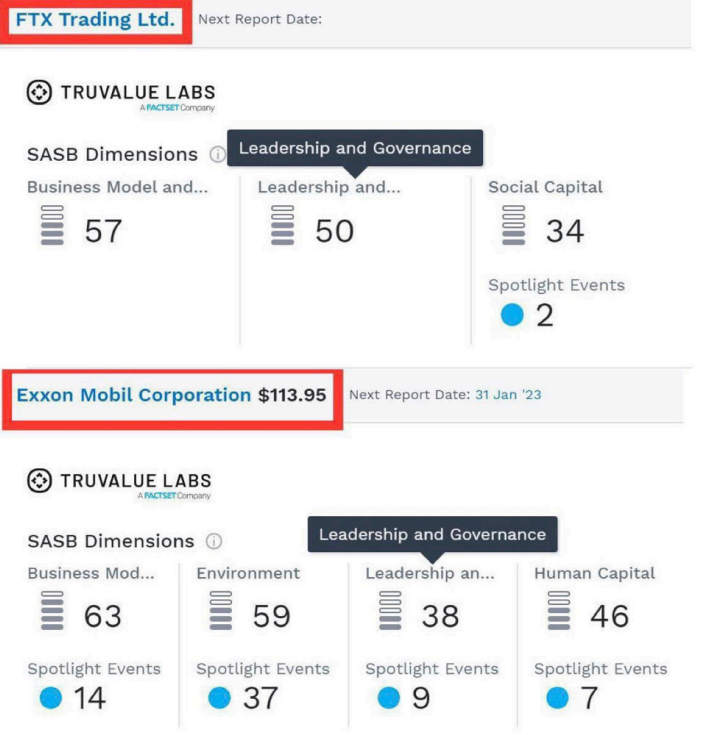 FTX Trading Ltd. Next Report Date:
TRUVALUE LABS
A FACTSET Company
SASB Dimensions
Leadership and Governance
Business Model and... Leadership and... Social Capital
57 50 34
Spotlight Events
2
Exxon Mobil Corporation $113.95 Next Report Date: 31 Jan '23
TRUVALUE LABS
A FACTSET Company
SASB Dimensions
Leadership and Governance
Business Mod... Environment Leadership an... Human Capital
63 59 38 46
Spotlight Events Spotlight Events Spotlight Events Spotlight Events
14 37 9 7